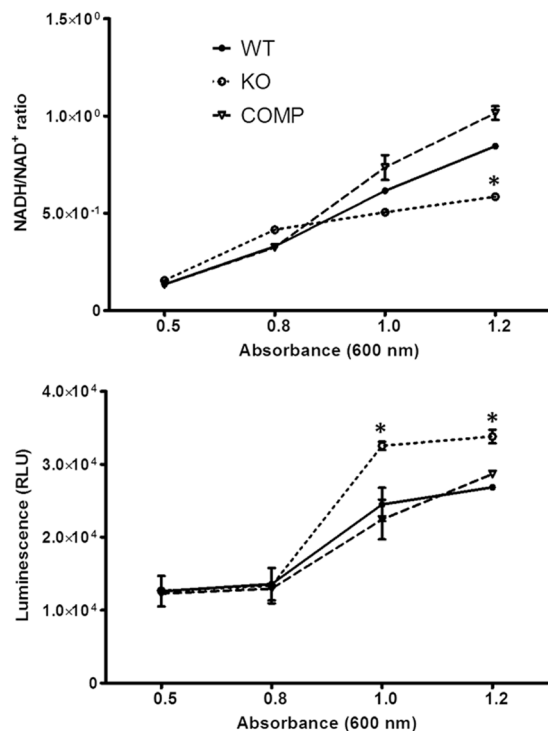 1.5×10⁰
WT
KO
COMP
1.0×10⁰
NADH/NAD⁺ ratio
*
5.0×10⁻¹
0
0.5 0.8 1.0 1.2
Absorbance (600 nm)
4.0×10⁴
* *
3.0×10⁴
Luminescence (RLU)
2.0×10⁴
1.0×10⁴
0
0.5 0.8 1.0 1.2
Absorbance (600 nm)